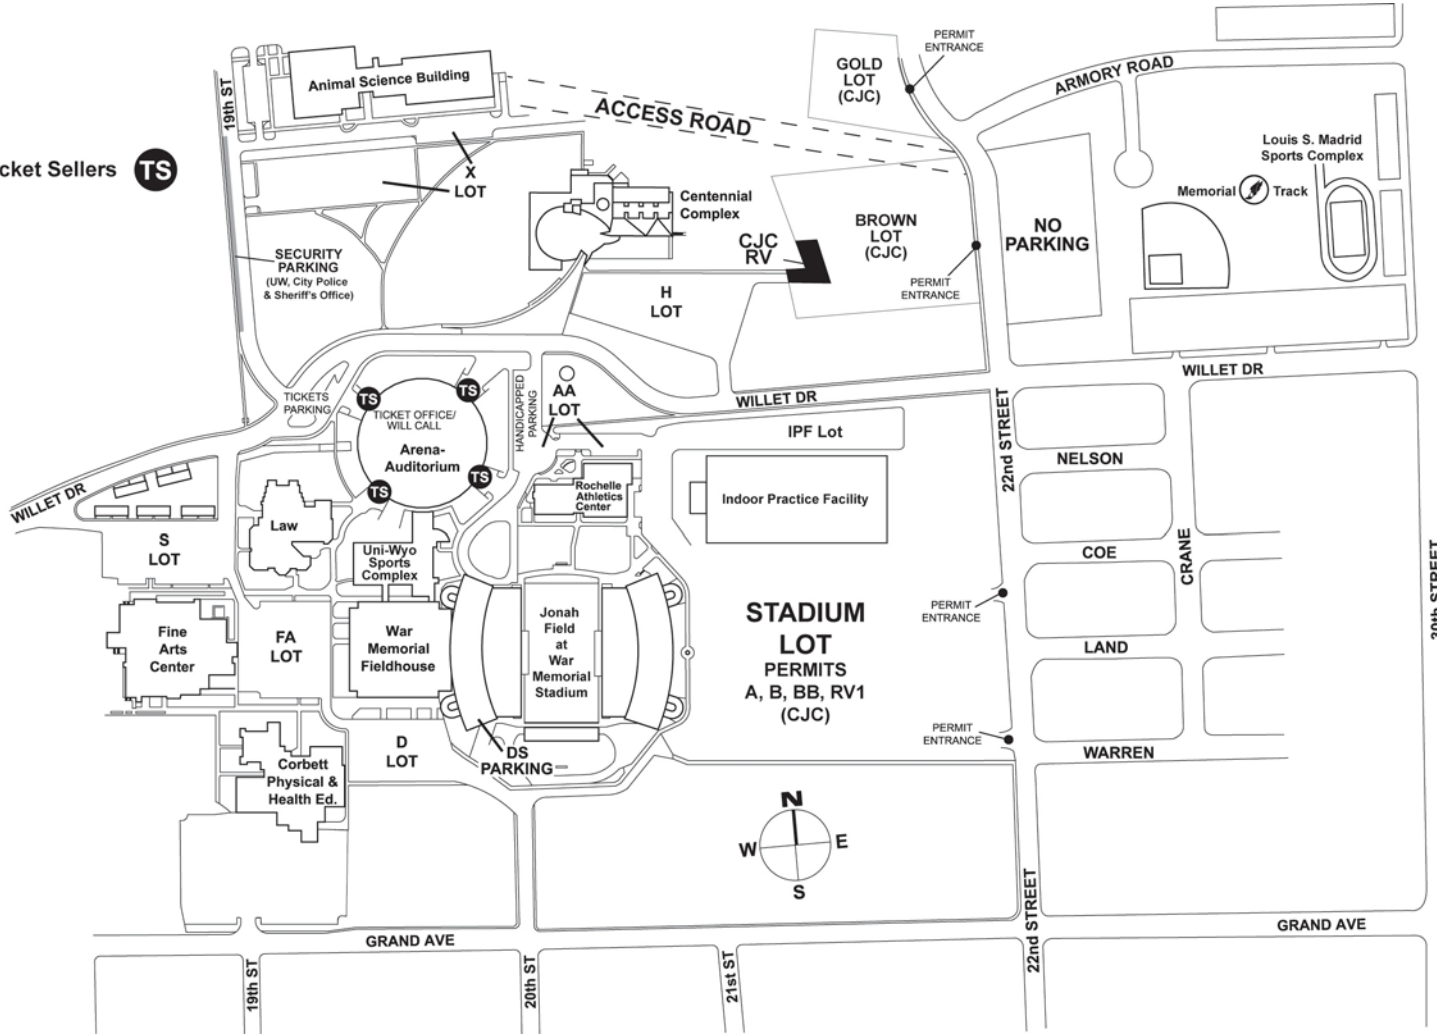 PERMIT
ENTRANCE
GOLD
LOT
(CJC)
ARMORY ROAD
Animal Science Building
19th ST
ACCESS ROAD
Louis S. Madrid
Sports Complex
cket Sellers TS
X
LOT
Memorial Track
Centennial
Complex
BROWN
LOT
(CJC)
NO
PARKING
CJC
RV
SECURITY
PARKING
(UW, City Police
& Sheriff's Office)
PERMIT
ENTRANCE
H
LOT
WILLET DR
TICKETS
PARKING
TS
TS
TICKET OFFICE/
WILL CALL
Arena-
Auditorium
TS
TS
HANDICAPPED
PARKING
AA
LOT
WILLET DR
IPF Lot
22nd STREET
NELSON
WILLET DR
Rochelle
Athletics
Center
Indoor Practice Facility
Law
S
LOT
Uni-Wyo
Sports
Complex
COE
CRANE
30th STREET
Fine
Arts
Center
FA
LOT
War
Memorial
Fieldhouse
Jonah
Field
at
War
Memorial
Stadium
STADIUM
LOT
PERMITS
A, B, BB, RV1
(CJC)
PERMIT
ENTRANCE
LAND
PERMIT
ENTRANCE
WARREN
D
LOT
DS
PARKING
Corbett
Physical &
Health Ed.
N
W E
S
22nd STREET
GRAND AVE
GRAND AVE
19th ST
20th ST
21st ST